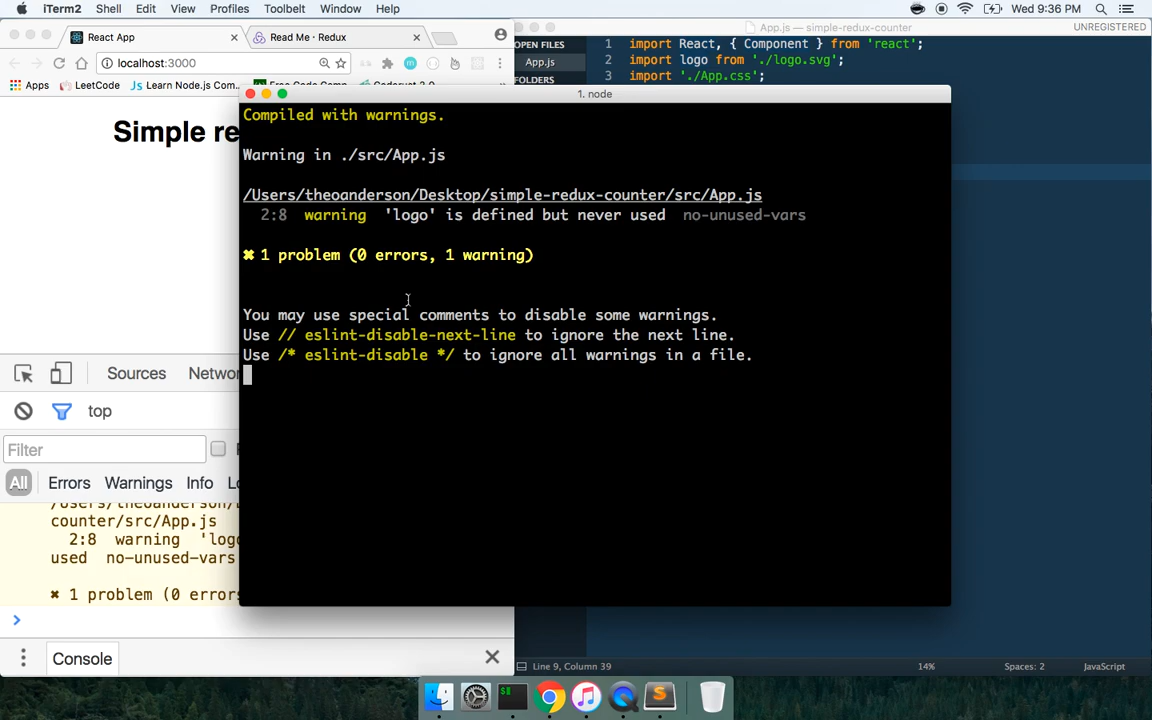 iTerm2 Shell Edit View Profiles Toolbelt Window Help Wed 9:36 PM
React App Read Me · Redux
App.js — simple-redux-counter UNREGISTERED
localhost:3000
Apps LeetCode Learn Node.js Com...
OPEN FILES
App.js
FOLDERS
1 import React, { Component } from 'react';
2 import logo from './logo.svg';
3 import './App.css';
Simple re
1. node
Compiled with warnings.
Warning in ./src/App.js
/Users/theoanderson/Desktop/simple-redux-counter/src/App.js
2:8 warning 'logo' is defined but never used no-unused-vars
✖ 1 problem (0 errors, 1 warning)
You may use special comments to disable some warnings.
Use // eslint-disable-next-line to ignore the next line.
Use /* eslint-disable */ to ignore all warnings in a file.
Sources Networ
top
Filter
All Errors Warnings Info
counter/src/App.js
2:8 warning 'log
used no-unused-vars
✖ 1 problem (0 errors
Console
Line 9, Column 39 14% Spaces: 2 JavaScript